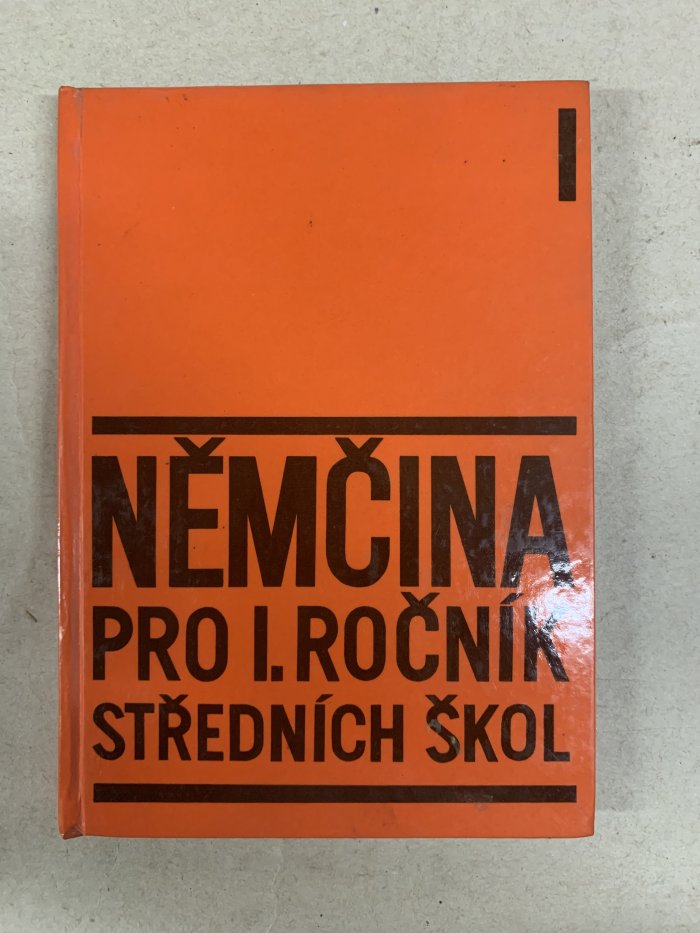 I
NĚMČINA
PRO I. ROČNÍK
STŘEDNÍCH ŠKOL